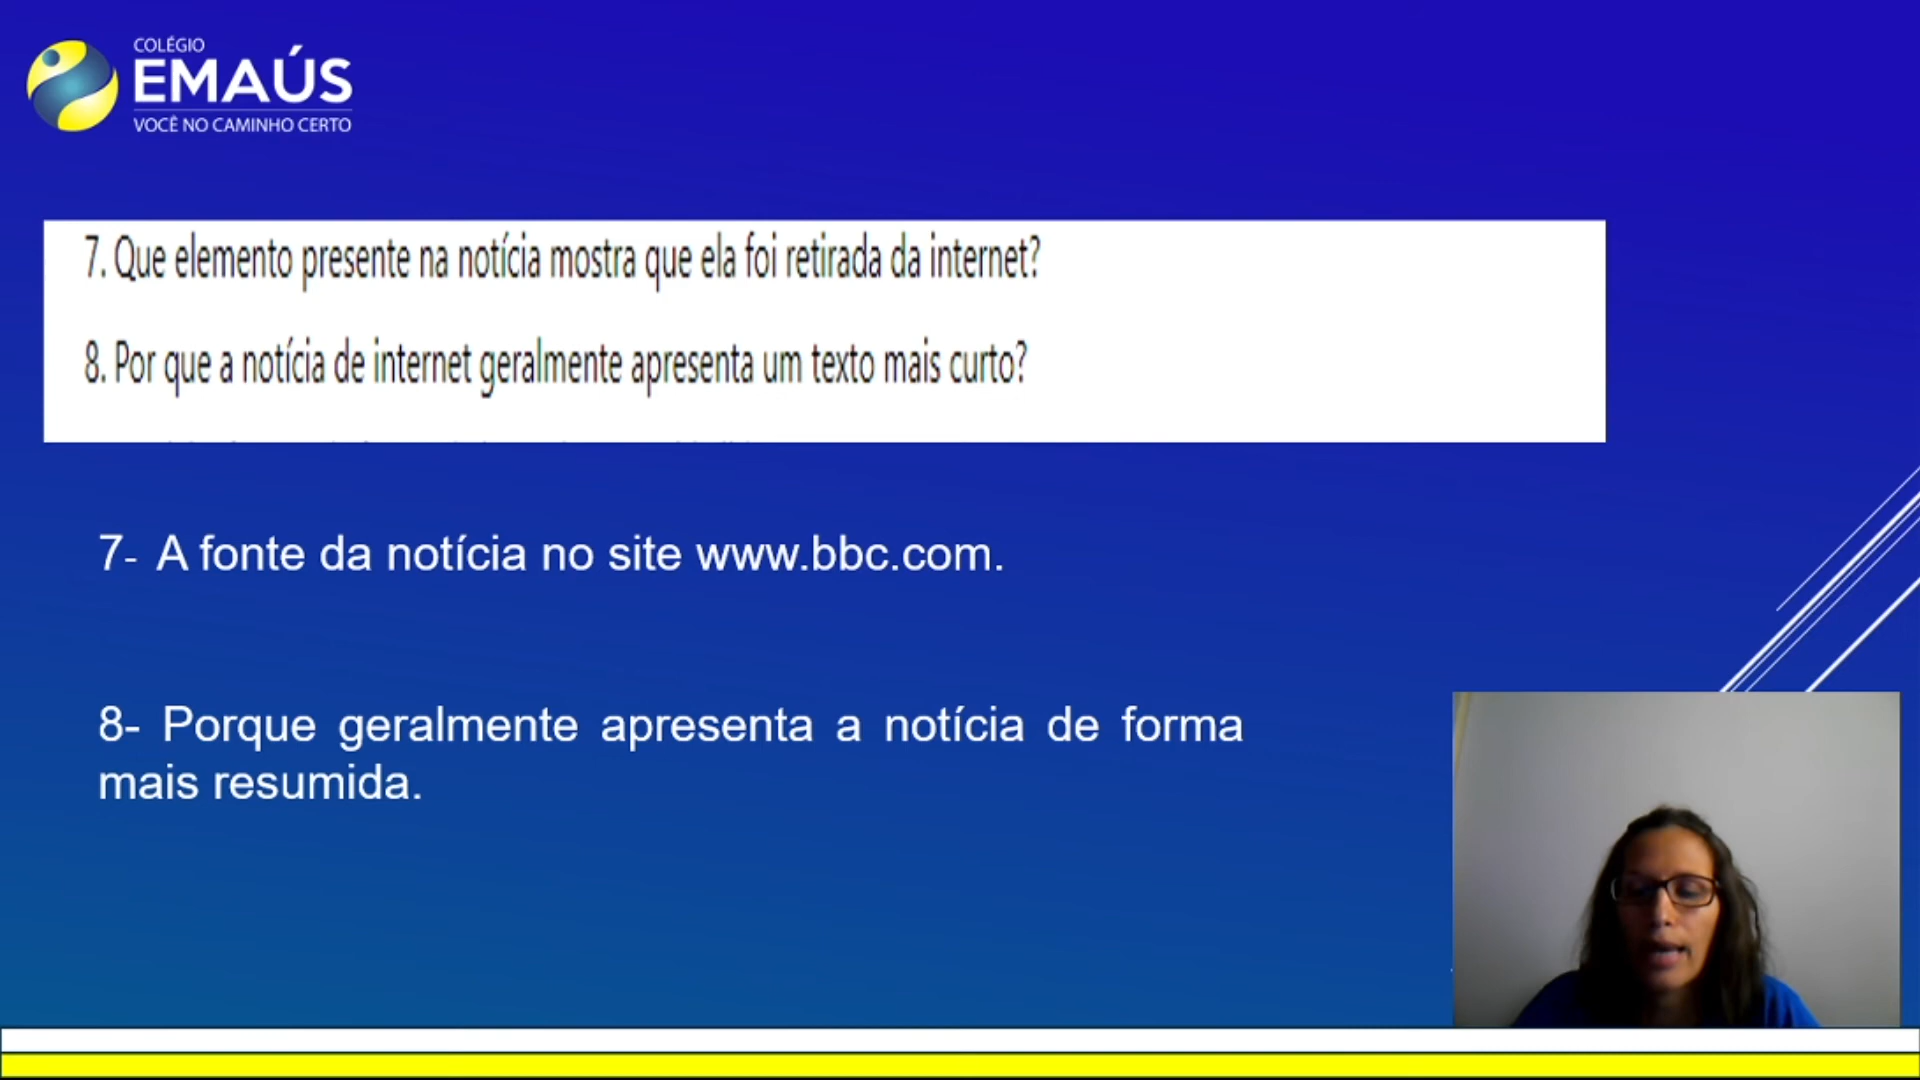 COLÉGIO
EMAÚS
VOCÊ NO CAMINHO CERTO
7. Que elemento presente na notícia mostra que ela foi retirada da internet?
8. Por que a notícia de internet geralmente apresenta um texto mais curto?
7- A fonte da notícia no site www.bbc.com.
8- Porque geralmente apresenta a notícia de forma
mais resumida.